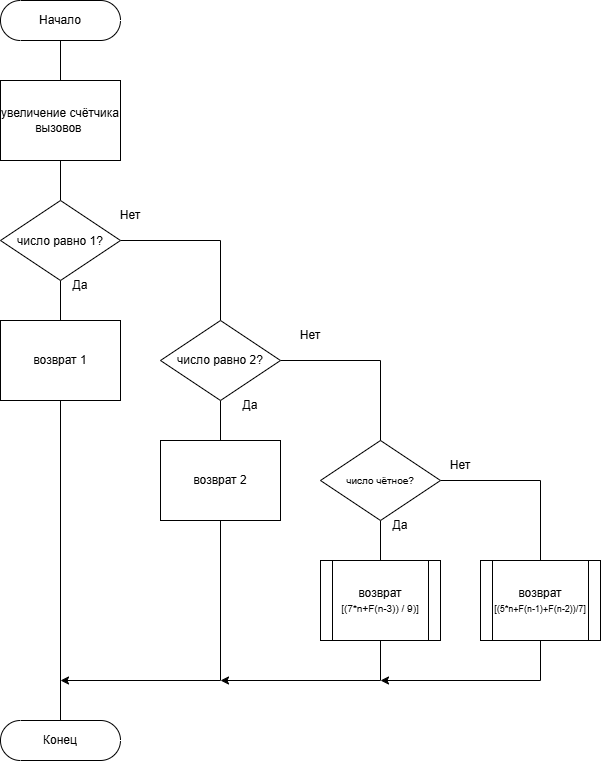 Начало
увеличение счётчика
вызовов
число равно 1?
Нет
Да
возврат 1
число равно 2?
Нет
Да
возврат 2
число чётное?
Нет
Да
возврат
[(7*n+F(n-3)) / 9)]
возврат
[(5*n+F(n-1)+F(n-2))/7]
Конец